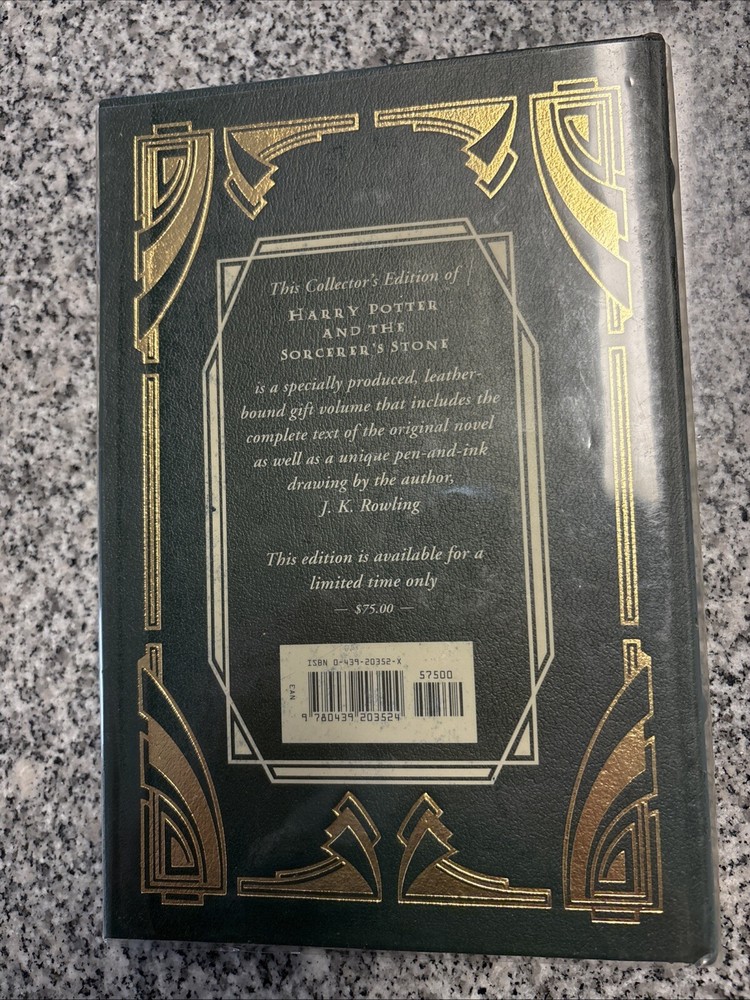 This Collector's Edition of
HARRY POTTER
AND THE
SORCERER'S STONE
is a specially produced, leather-
bound gift volume that includes the
complete text of the original novel
as well as a unique pen-and-ink
drawing by the author,
J. K. Rowling
This edition is available for a
limited time only
— $75.00 —
ISBN 0-439-20352-X
57500
EAN
9 780439 203524